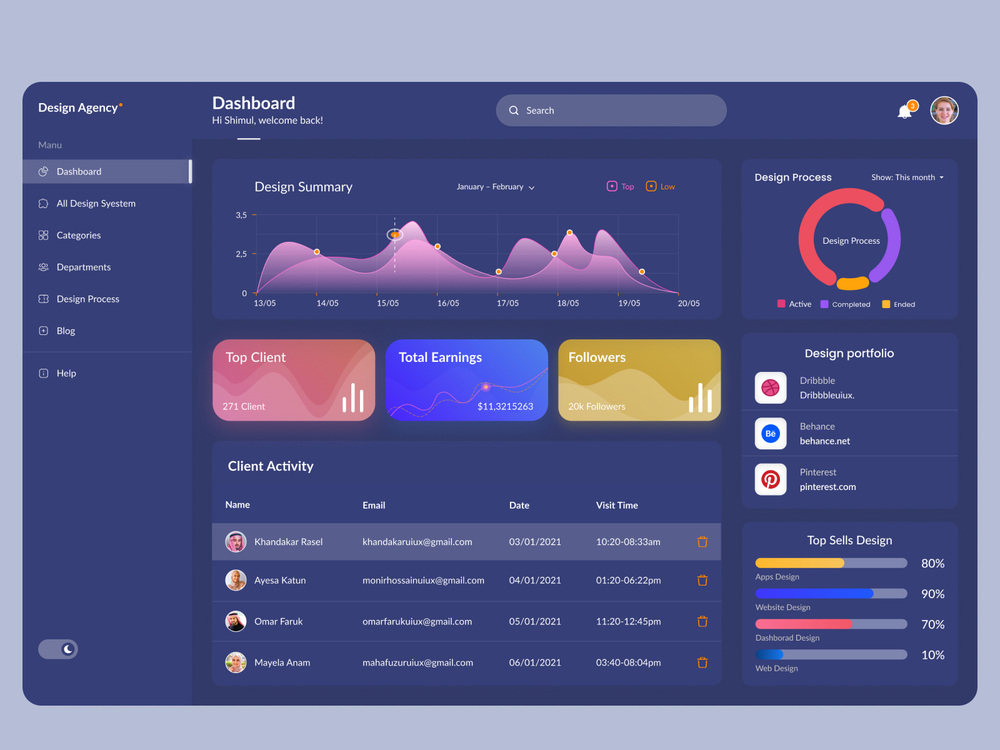 Design Agency
Manu
Dashboard
All Design Syestem
Categories
Departments
Design Process
Blog
Help
Dashboard
Hi Shimul, welcome back!
Search
3
Design Summary
January – February
Top
Low
3,5
2,5
0
13/05
14/05
15/05
16/05
17/05
18/05
19/05
20/05
Design Process
Show: This month
Design Process
Active
Completed
Ended
Top Client
271 Client
Total Earnings
$11,3215263
Followers
20k Followers
Design portfolio
Dribbble
Dribbbleuiux.
Bē
Behance
behance.net
Pinterest
pinterest.com
Client Activity
Name Email Date Visit Time
Khandakar Rasel khandakaruiux@gmail.com 03/01/2021 10:20-08:33am
Ayesa Katun monirhossainuiux@gmail.com 04/01/2021 01:20-06:22pm
Omar Faruk omarfarukuiux@gmail.com 05/01/2021 11:20-12:45pm
Mayela Anam mahafuzuruiux@gmail.com 06/01/2021 03:40-08:04pm
Top Sells Design
80%
Apps Design
90%
Website Design
70%
Dashborad Design
10%
Web Design